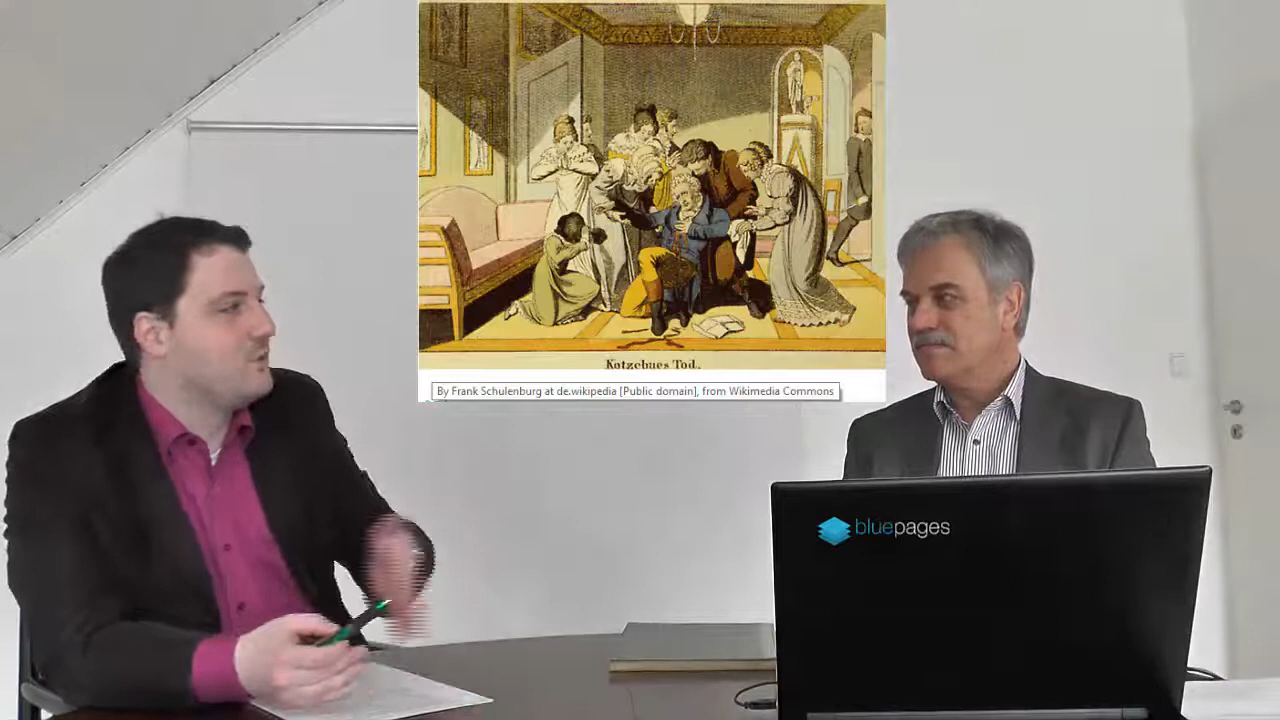 Kotzebues Tod.
By Frank Schulenburg at de.wikipedia [Public domain], from Wikimedia Commons
bluepages